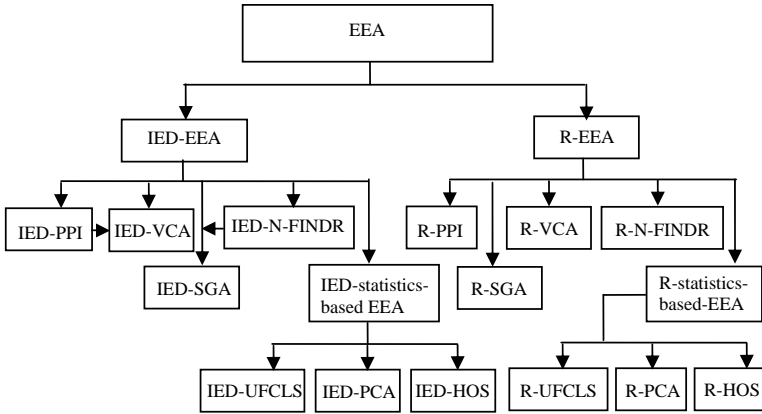 EEA
IED-EEA
R-EEA
IED-PPI
IED-VCA
IED-N-FINDR
R-PPI
R-VCA
R-N-FINDR
IED-SGA
IED-statistics-
based EEA
R-SGA
R-statistics-
based-EEA
IED-UFCLS
IED-PCA
IED-HOS
R-UFCLS
R-PCA
R-HOS